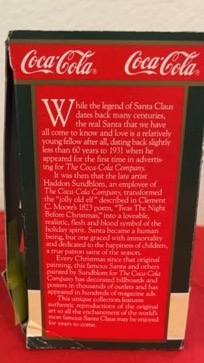 Coca-Cola® Coca-Cola®
While the legend of Santa Claus
dates back many centuries,
the real Santa that we have
all come to know and love is a relatively
young fellow after all, dating back slightly
less than 60 years to 1931 when he
appeared for the first time in advertis-
ing for The Coca-Cola Company.
It was then that the late artist
Haddon Sundblom, an employee of
The Coca-Cola Company, transformed
the "jolly old elf" described in Clement
C. Moore's 1823 poem, "Twas The Night
Before Christmas," into a loveable,
realistic, flesh and blood symbol of the
holiday spirit. Santa became a human
being, but one graced with immortality
and dedicated to the happiness of children,
a true patron saint of the season.
Every Christmas since that original
painting, this famous Santa and others
painted by Sundblom for The Coca-Cola
Company has decorated billboards and
posters in thousands of outlets and has
appeared in hundreds of magazine ads.
This unique collection features
authentic reproductions of the original
art so all the enchantment of the world's
most famous Santa Claus may be enjoyed
for years to come.